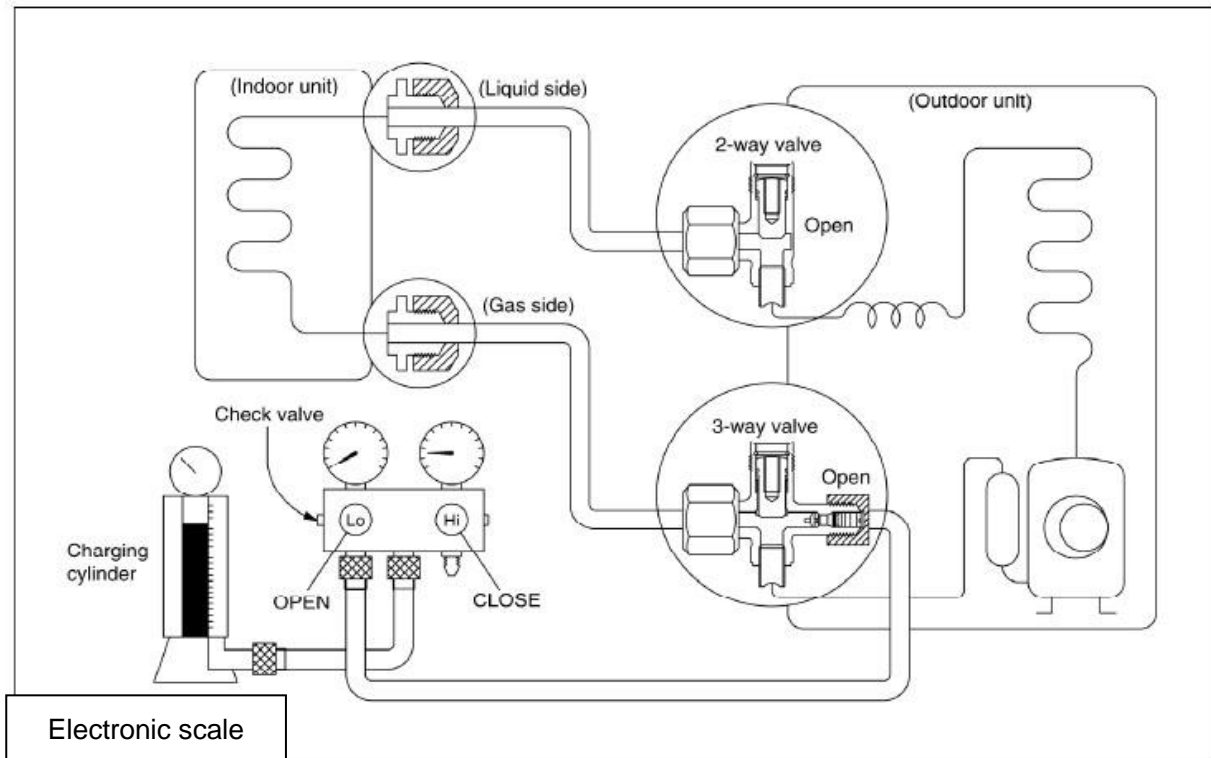 (Indoor unit)
(Liquid side)
(Outdoor unit)
2-way valve
Open
(Gas side)
Check valve
3-way valve
Open
Lo
Hi
Charging
cylinder
OPEN
CLOSE
Electronic scale